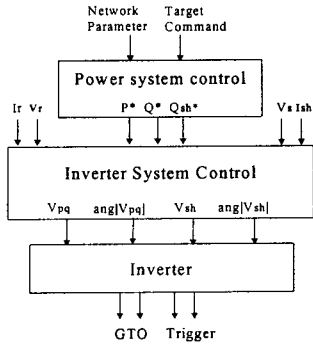 Network Target
Parameter Command
Power system control
P* Q* Qsh*
Ir Vr Vs Ish
Inverter System Control
Vpq ang|Vpq| Vsh ang|Vsh|
Inverter
GTO Trigger